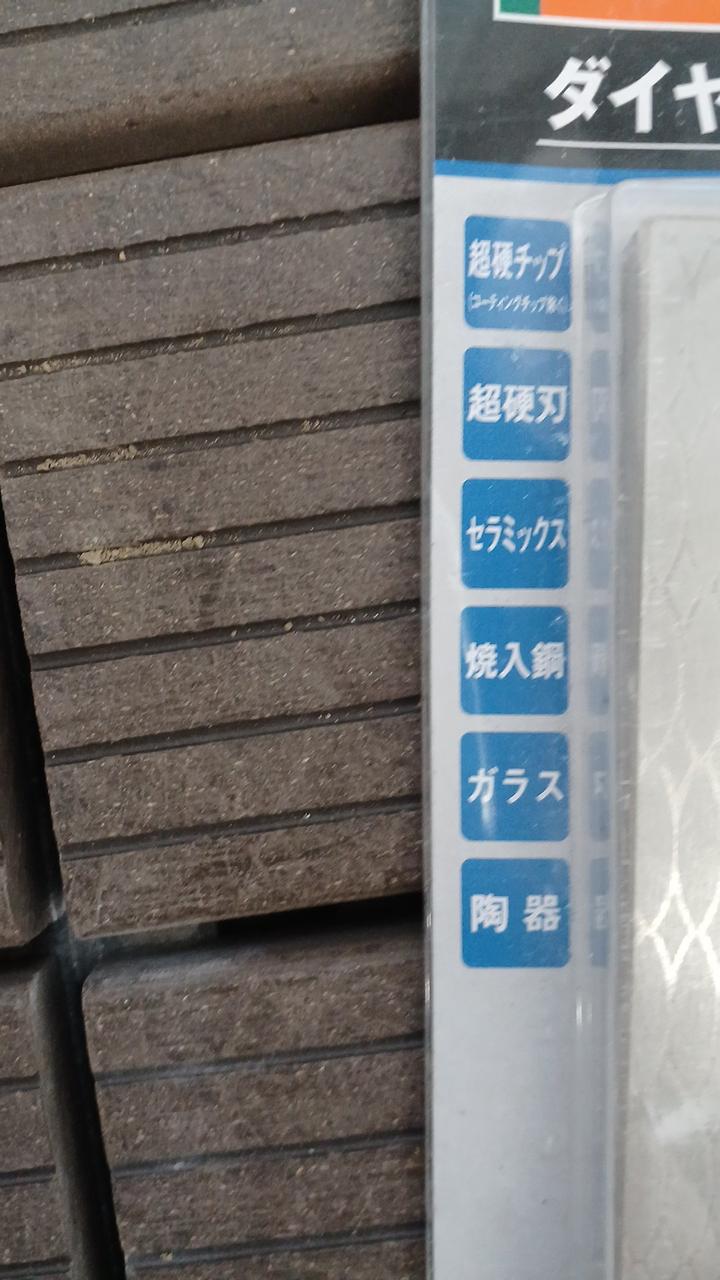 ダイヤ
超硬チップ
(コーティングチップ除く)
超硬刃
セラミックス
焼入鋼
ガラス
陶器